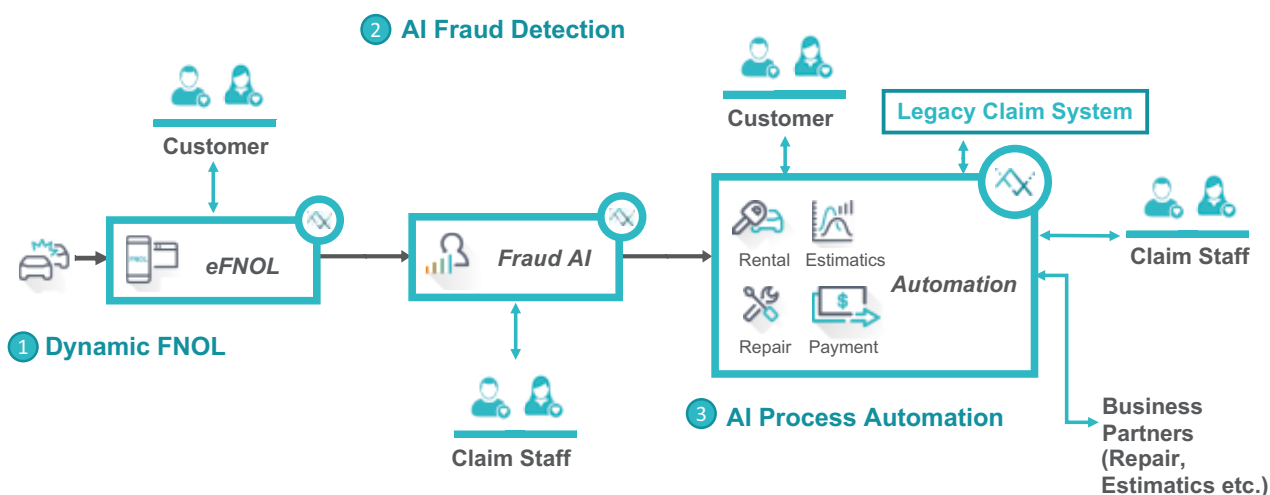 2 AI Fraud Detection
Customer
Customer
Legacy Claim System
FNOL
eFNOL
Fraud AI
Rental
Estimatics
Automation
Repair
Payment
$
Claim Staff
1 Dynamic FNOL
Claim Staff
3 AI Process Automation
Business
Partners
(Repair,
Estimatics etc.)